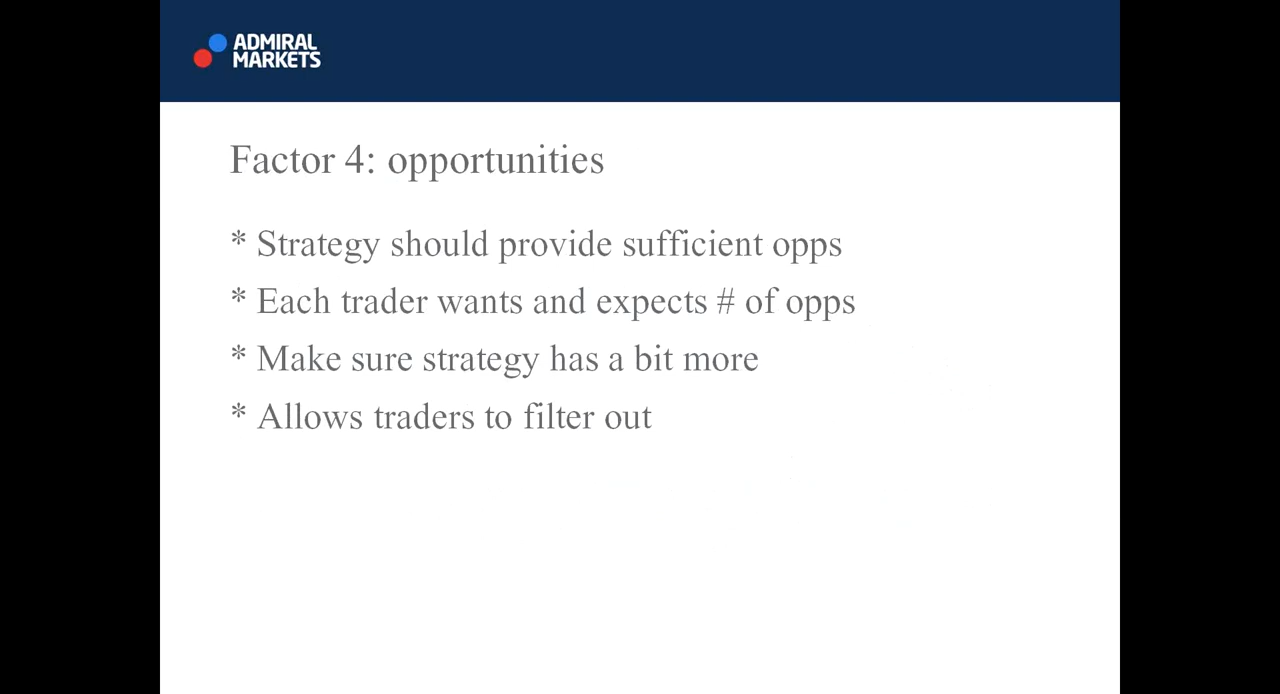 ADMIRAL
MARKETS
Factor 4: opportunities
* Strategy should provide sufficient opps
* Each trader wants and expects # of opps
* Make sure strategy has a bit more
* Allows traders to filter out